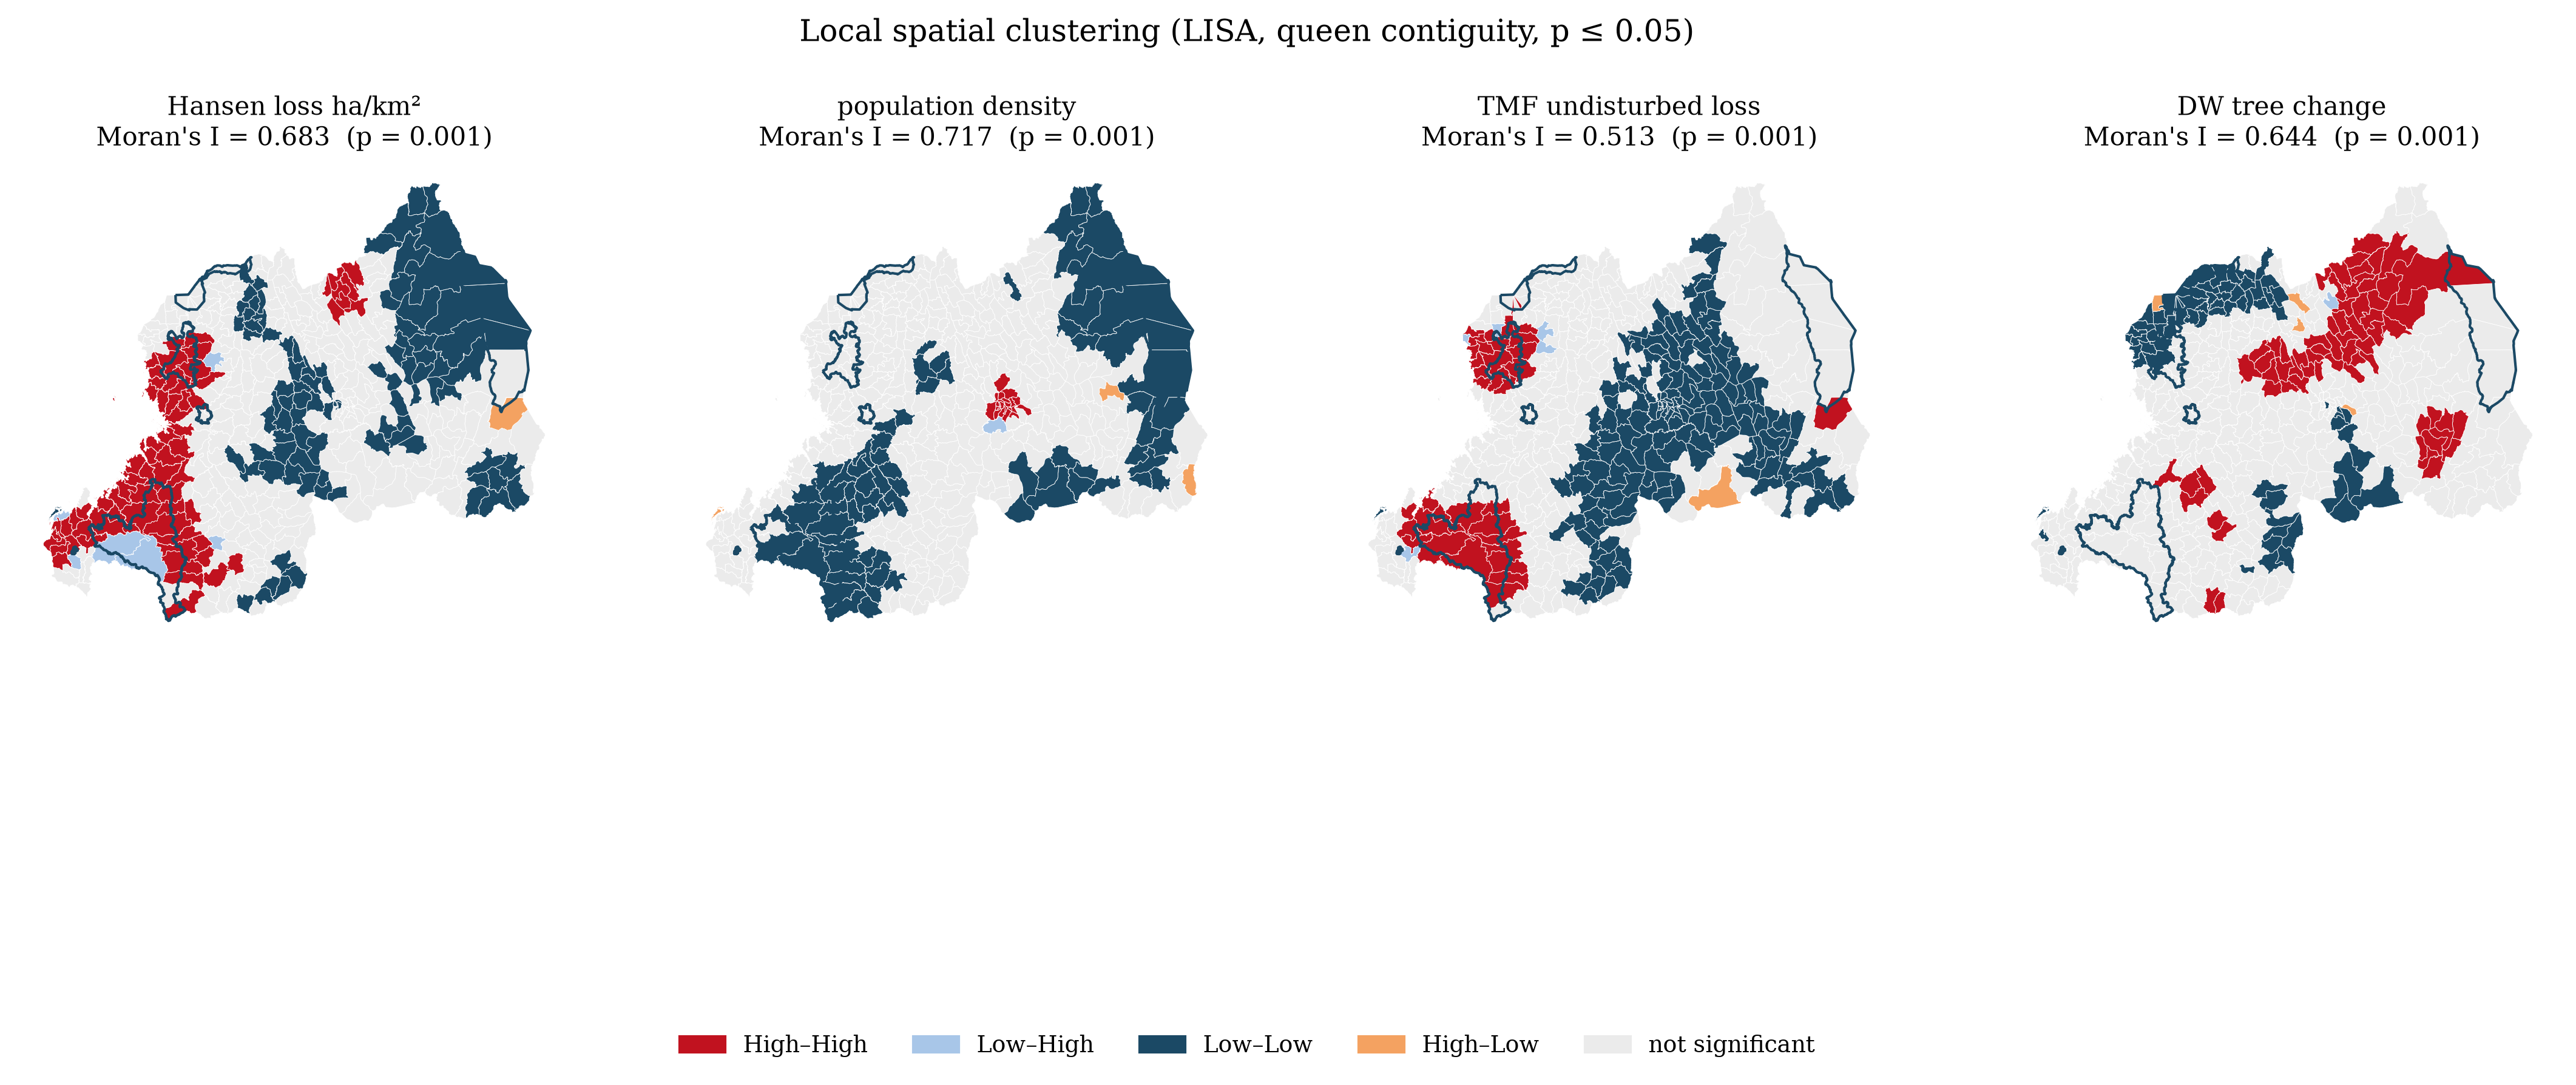 Local spatial clustering (LISA, queen contiguity, p ≤ 0.05)
Hansen loss ha/km²
Moran's I = 0.683  (p = 0.001)
population density
Moran's I = 0.717  (p = 0.001)
TMF undisturbed loss
Moran's I = 0.513  (p = 0.001)
DW tree change
Moran's I = 0.644  (p = 0.001)
High–High
Low–High
Low–Low
High–Low
not significant